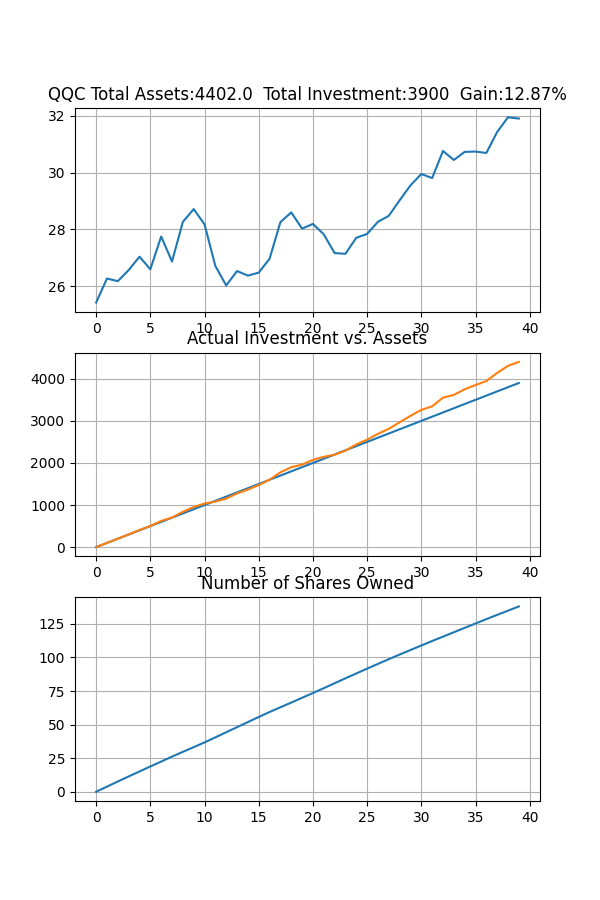 QQC Total Assets:4402.0  Total Investment:3900  Gain:12.87%
32
30
28
26
0 5 10 15 20 25 30 35 40
Actual Investment vs. Assets
4000
3000
2000
1000
0
0 5 10 15 20 25 30 35 40
Number of Shares Owned
125
100
75
50
25
0
0 5 10 15 20 25 30 35 40